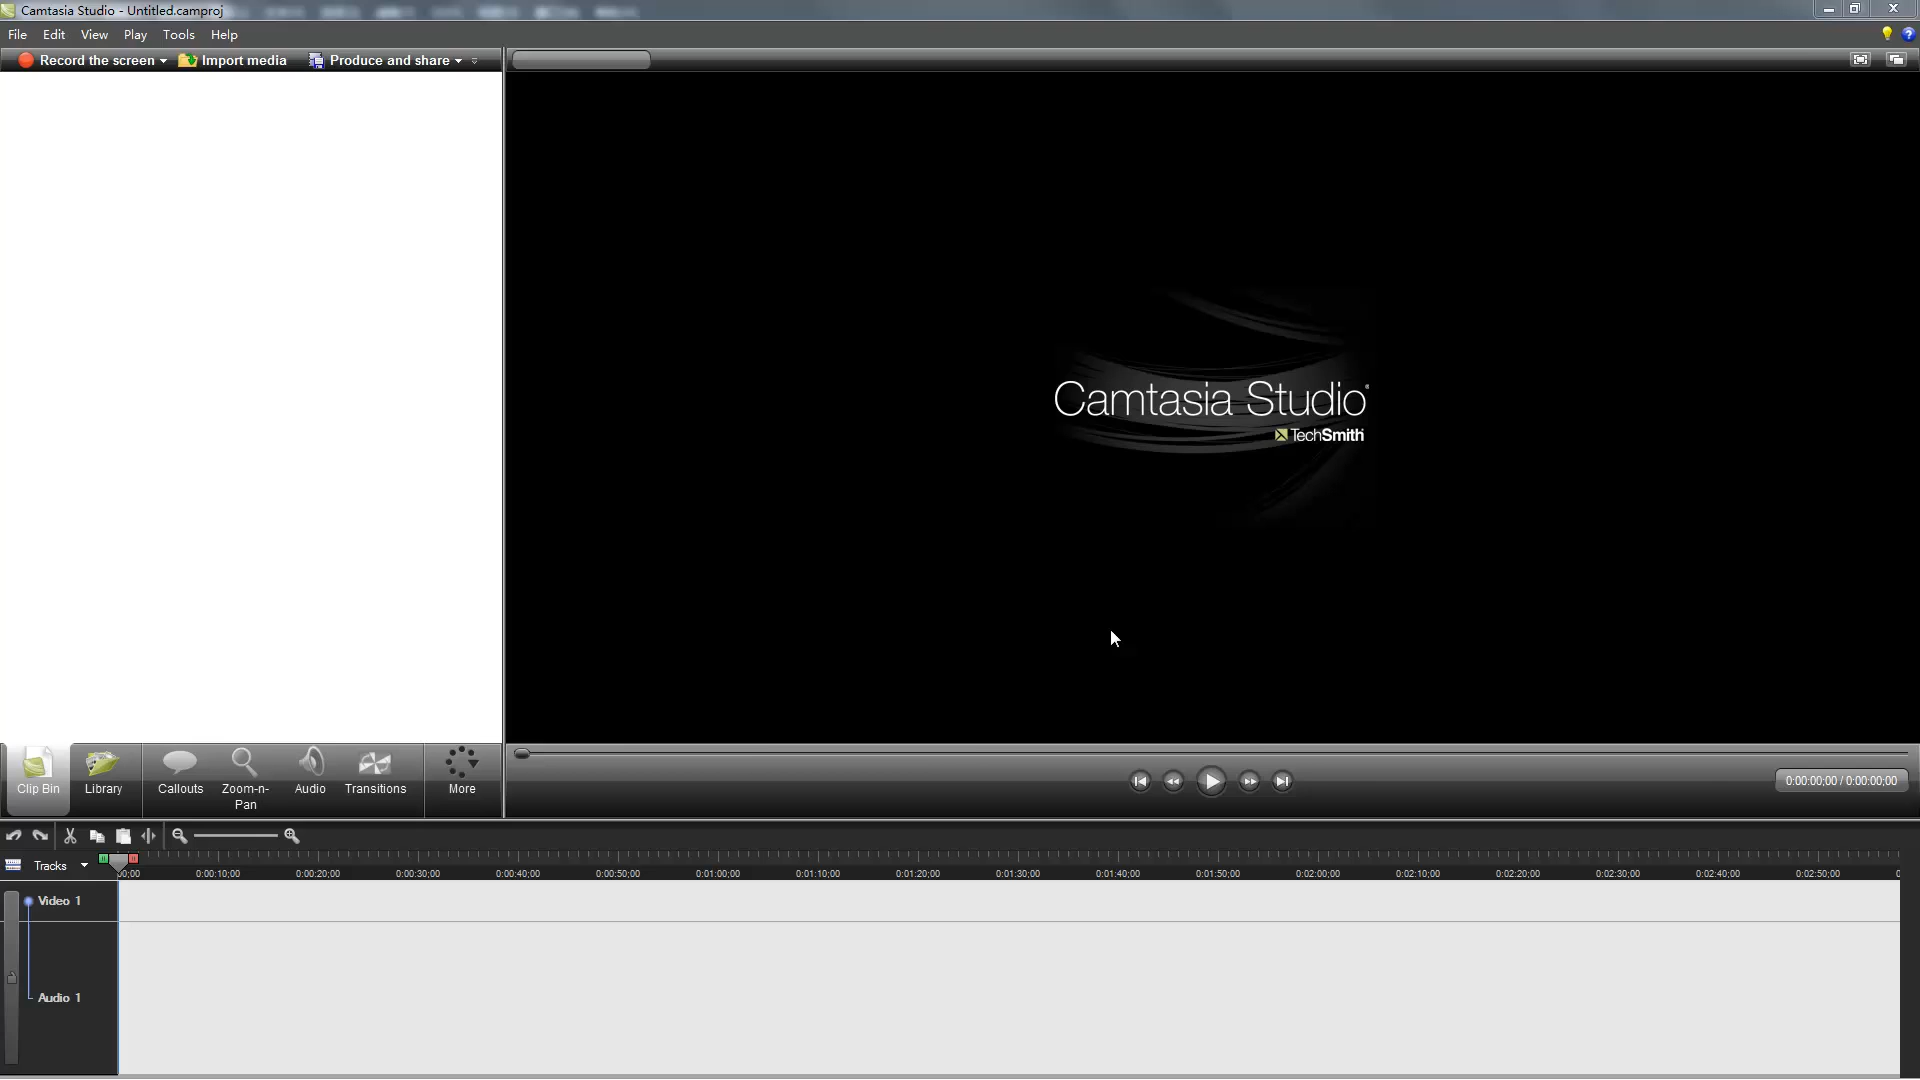 Camtasia Studio - Untitled.camproj
File Edit View Play Tools Help
Record the screen Import media Produce and share
Camtasia Studio
TechSmith
Clip Bin Library Callouts Zoom-n-Pan Audio Transitions More
0:00:00;00 / 0:00:00;00
Tracks
00;00 0:00:10;00 0:00:20;00 0:00:30;00 0:00:40;00 0:00:50;00 0:01:00;00 0:01:10;00 0:01:20;00 0:01:30;00 0:01:40;00 0:01:50;00 0:02:00;00 0:02:10;00 0:02:20;00 0:02:30;00 0:02:40;00 0:02:50;00
Video 1
Audio 1